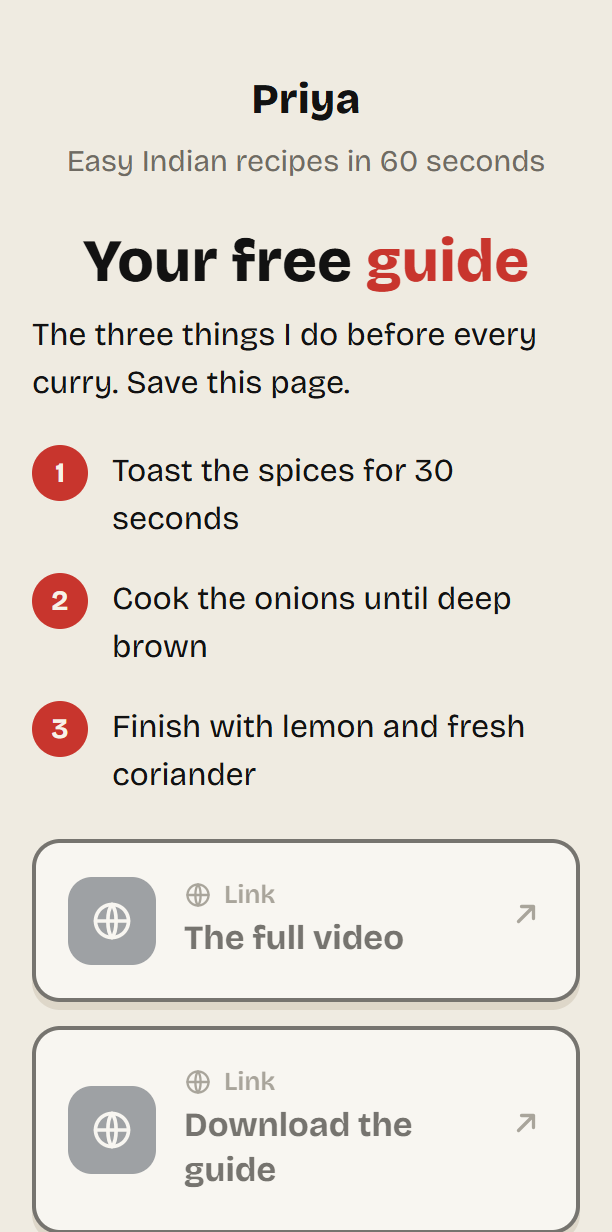 Priya
Easy Indian recipes in 60 seconds
Your free guide
The three things I do before every
curry. Save this page.
1 Toast the spices for 30
seconds
2 Cook the onions until deep
brown
3 Finish with lemon and fresh
coriander
Link
The full video
Link
Download the
guide